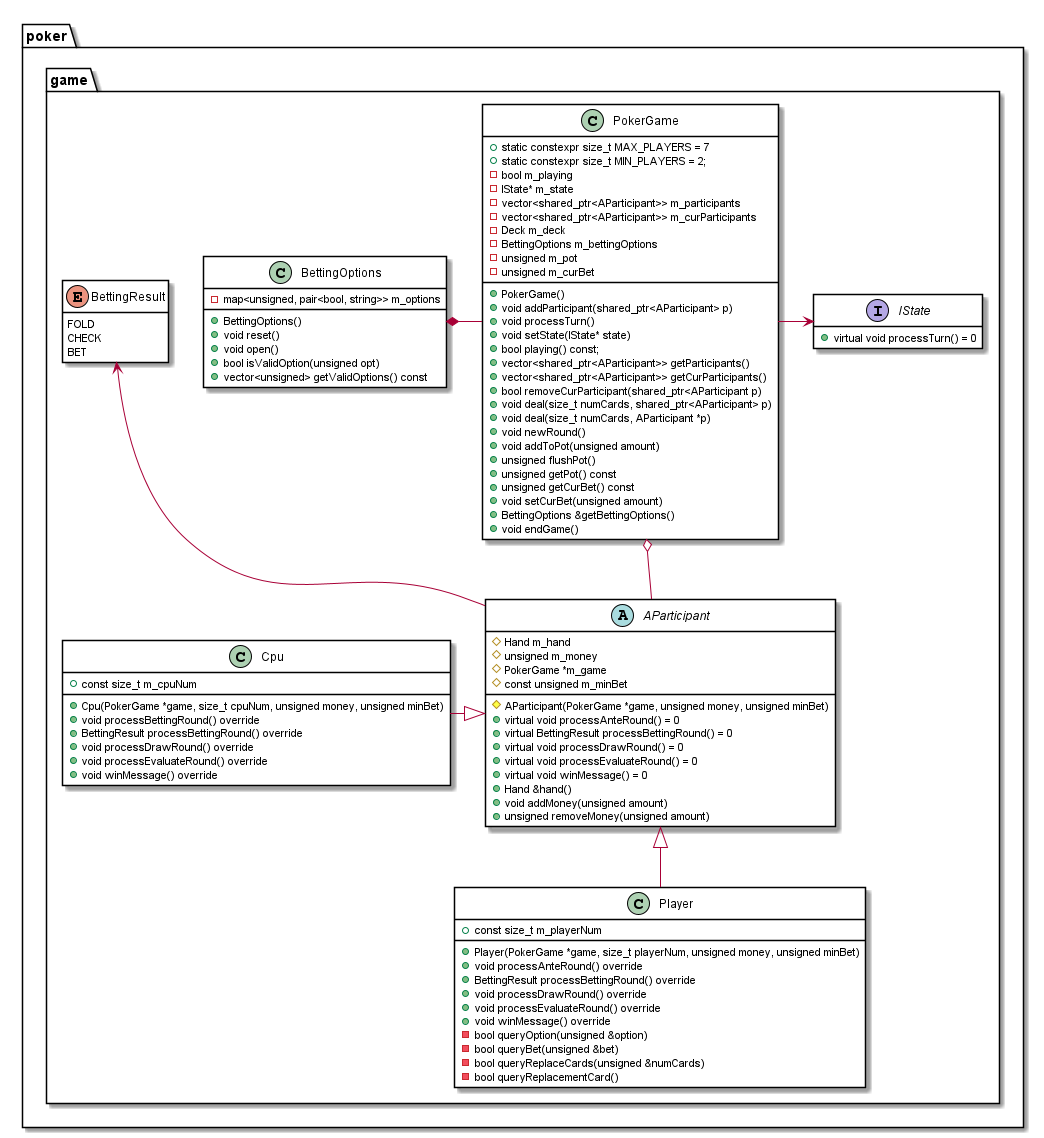 poker
game
C PokerGame
static constexpr size_t MAX_PLAYERS = 7
static constexpr size_t MIN_PLAYERS = 2;
bool m_playing
IState* m_state
vector<shared_ptr<AParticipant>> m_participants
vector<shared_ptr<AParticipant>> m_curParticipants
Deck m_deck
BettingOptions m_bettingOptions
unsigned m_pot
unsigned m_curBet
PokerGame()
void addParticipant(shared_ptr<AParticipant> p)
void processTurn()
void setState(IState* state)
bool playing() const;
vector<shared_ptr<AParticipant>> getParticipants()
vector<shared_ptr<AParticipant>> getCurParticipants()
bool removeCurParticipant(shared_ptr<AParticipant p)
void deal(size_t numCards, shared_ptr<AParticipant> p)
void deal(size_t numCards, AParticipant *p)
void newRound()
void addToPot(unsigned amount)
unsigned flushPot()
unsigned getPot() const
unsigned getCurBet() const
void setCurBet(unsigned amount)
BettingOptions &getBettingOptions()
void endGame()
C BettingOptions
map<unsigned, pair<bool, string>> m_options
BettingOptions()
void reset()
void open()
bool isValidOption(unsigned opt)
vector<unsigned> getValidOptions() const
E BettingResult
FOLD
CHECK
BET
I IState
virtual void processTurn() = 0
A AParticipant
Hand m_hand
unsigned m_money
PokerGame *m_game
const unsigned m_minBet
AParticipant(PokerGame *game, unsigned money, unsigned minBet)
virtual void processAnteRound() = 0
virtual BettingResult processBettingRound() = 0
virtual void processDrawRound() = 0
virtual void processEvaluateRound() = 0
virtual void winMessage() = 0
Hand &hand()
void addMoney(unsigned amount)
unsigned removeMoney(unsigned amount)
C Cpu
const size_t m_cpuNum
Cpu(PokerGame *game, size_t cpuNum, unsigned money, unsigned minBet)
void processBettingRound() override
BettingResult processBettingRound() override
void processDrawRound() override
void processEvaluateRound() override
void winMessage() override
C Player
const size_t m_playerNum
Player(PokerGame *game, size_t playerNum, unsigned money, unsigned minBet)
void processAnteRound() override
BettingResult processBettingRound() override
void processDrawRound() override
void processEvaluateRound() override
void winMessage() override
bool queryOption(unsigned &option)
bool queryBet(unsigned &bet)
bool queryReplaceCards(unsigned &numCards)
bool queryReplacementCard()